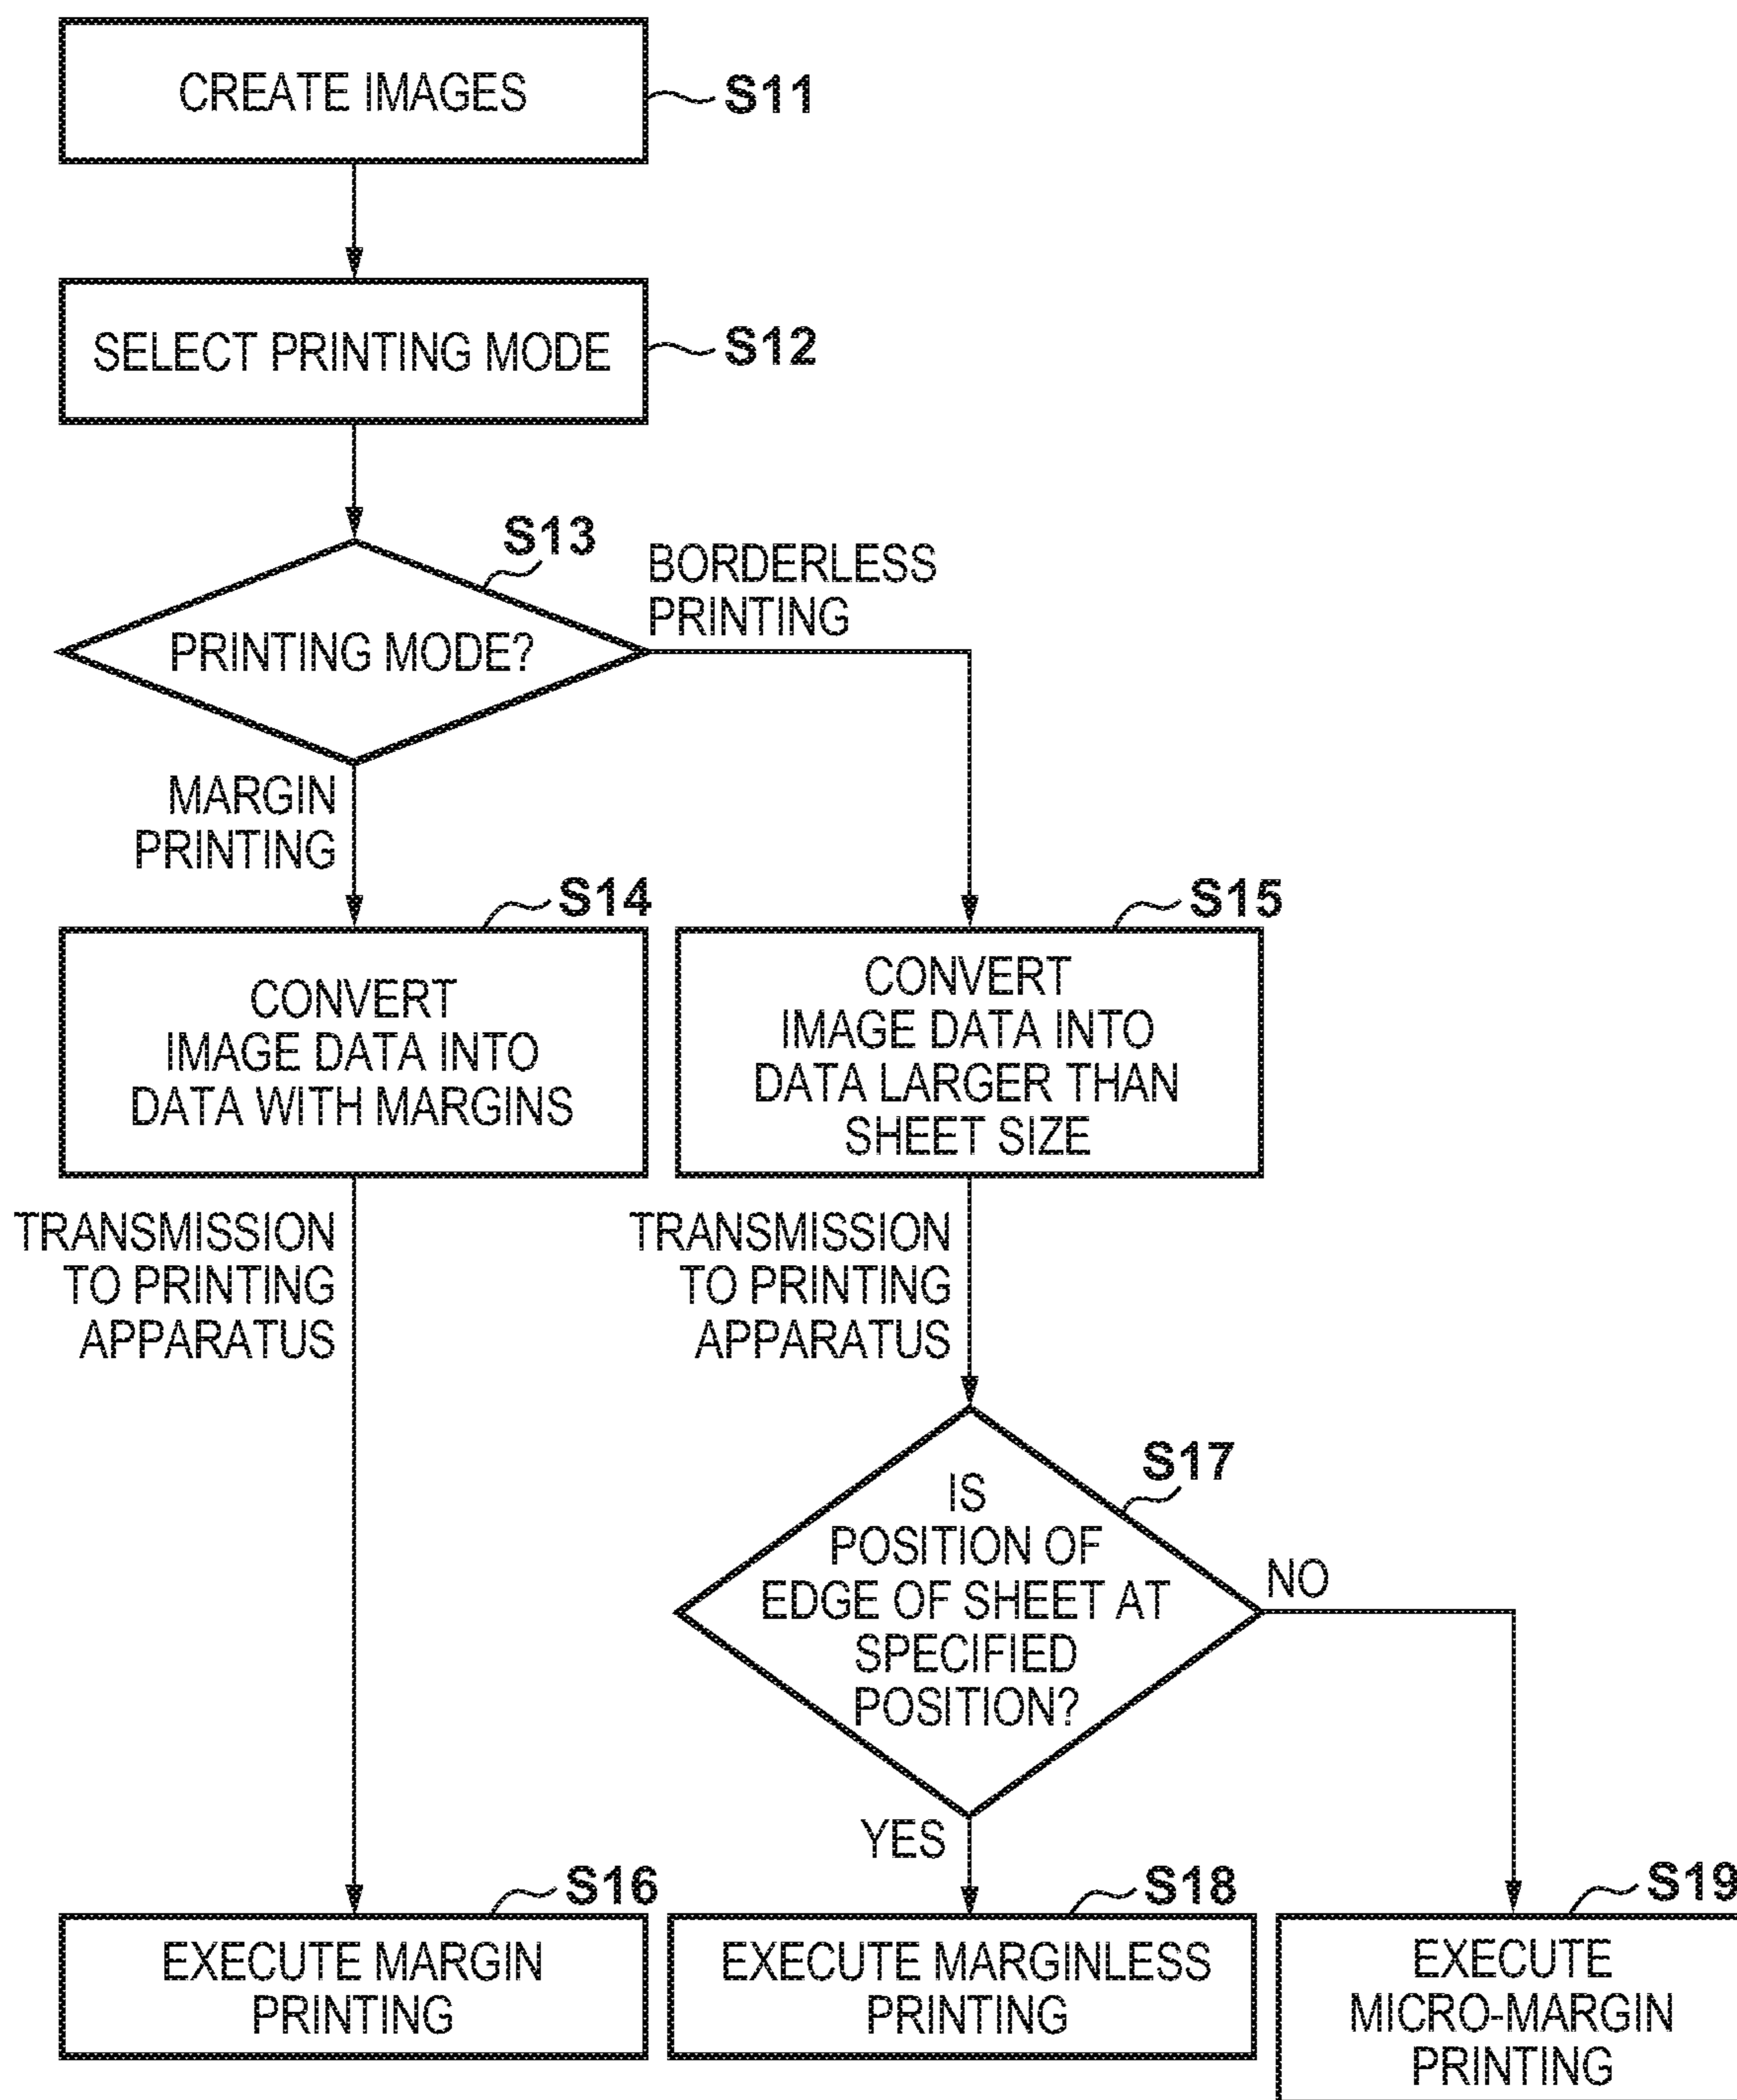 CREATE IMAGES
S11
SELECT PRINTING MODE
S12
S13
PRINTING MODE?
BORDERLESS
PRINTING
MARGIN
PRINTING
S14
CONVERT
IMAGE DATA INTO
DATA WITH MARGINS
S15
CONVERT
IMAGE DATA INTO
DATA LARGER THAN
SHEET SIZE
TRANSMISSION
TO PRINTING
APPARATUS
TRANSMISSION
TO PRINTING
APPARATUS
S17
IS
POSITION OF
EDGE OF SHEET AT
SPECIFIED
POSITION?
NO
YES
S16
EXECUTE MARGIN
PRINTING
S18
EXECUTE MARGINLESS
PRINTING
S19
EXECUTE
MICRO-MARGIN
PRINTING